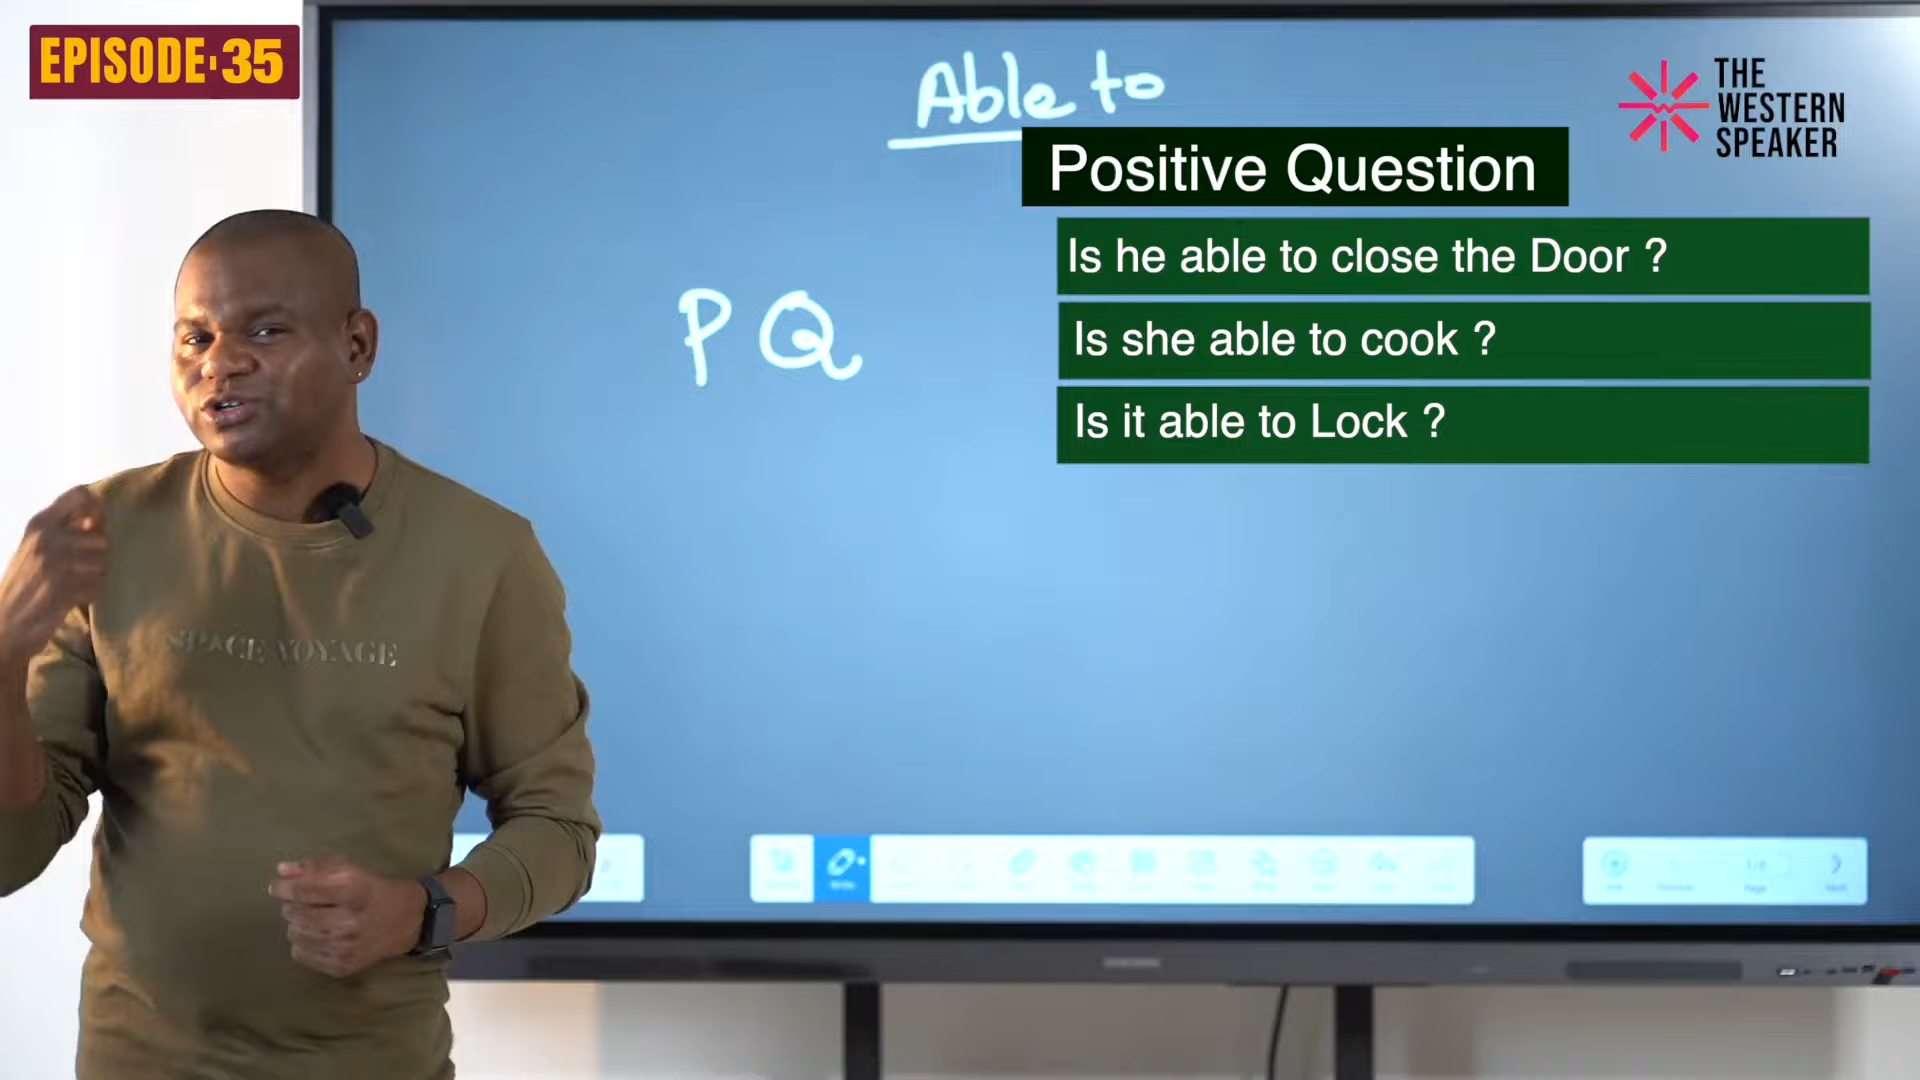 EPISODE·35
Able to
THE
WESTERN
SPEAKER
Positive Question
Is he able to close the Door ?
Is she able to cook ?
Is it able to Lock ?
P Q
SPACE VOYAGE